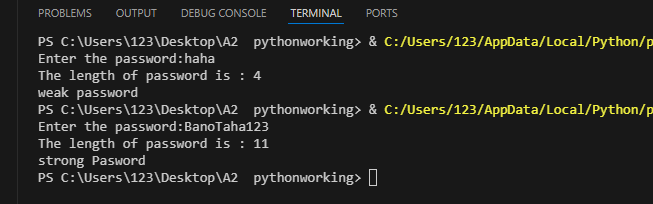 PROBLEMS OUTPUT DEBUG CONSOLE TERMINAL PORTS
PS C:\Users\123\Desktop\A2  pythonworking> & C:/Users/123/AppData/Local/Python/p
Enter the password:haha
The length of password is : 4
weak password
PS C:\Users\123\Desktop\A2  pythonworking> & C:/Users/123/AppData/Local/Python/p
Enter the password:BanoTaha123
The length of password is : 11
strong Pasword
PS C:\Users\123\Desktop\A2  pythonworking>